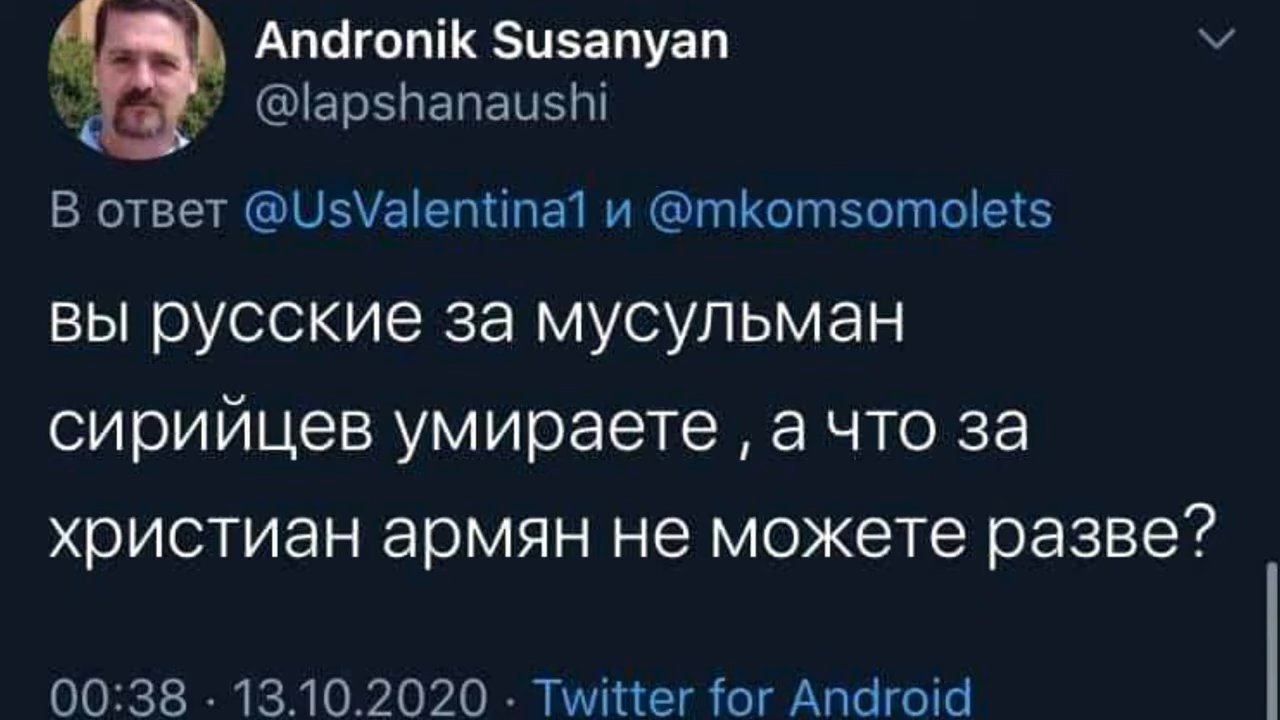 Andronik Susanyan
@lapshanaushi
В ответ @UsValentina1 и @mkomsomolets
вы русские за мусульман
сирийцев умираете , а что за
христиан армян не можете разве?
00:38 · 13.10.2020 · Twitter for Android